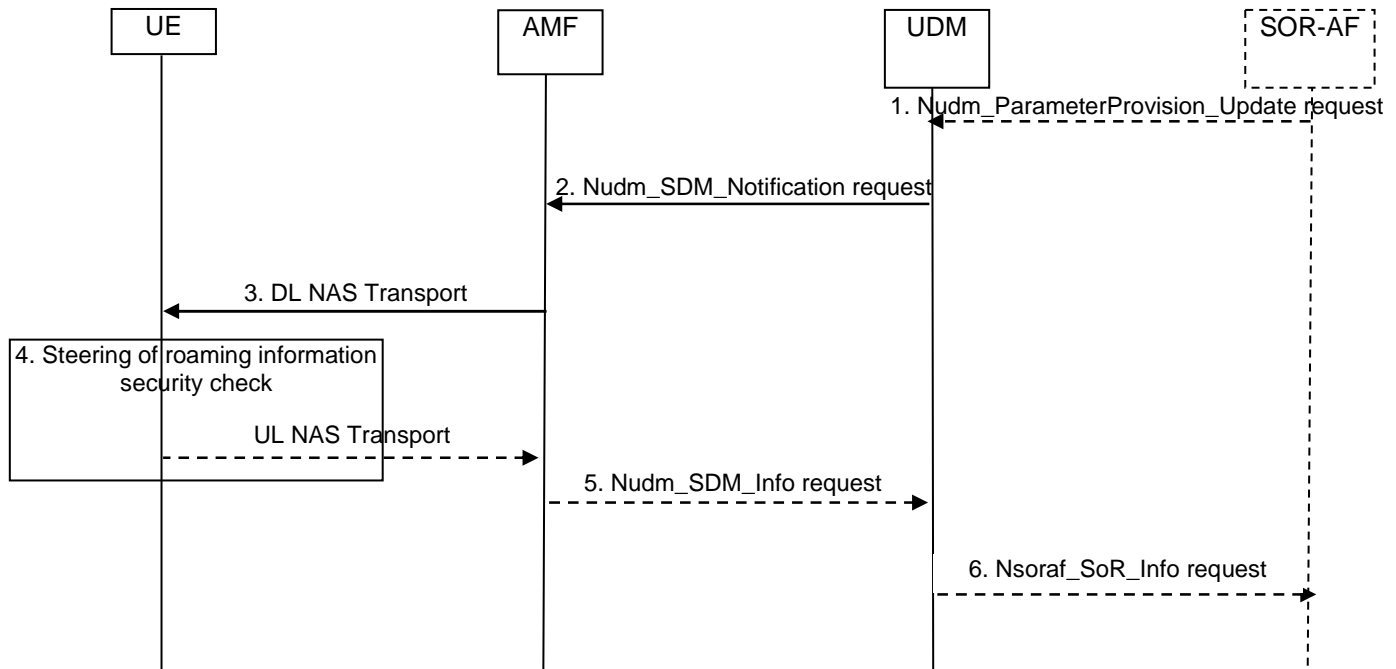 UE
AMF
UDM
SOR-AF
1. Nudm_ParameterProvision_Update request
2. Nudm_SDM_Notification request
3. DL NAS Transport
4. Steering of roaming information
security check
UL NAS Transport
5. Nudm_SDM_Info request
6. Nsoraf_SoR_Info request